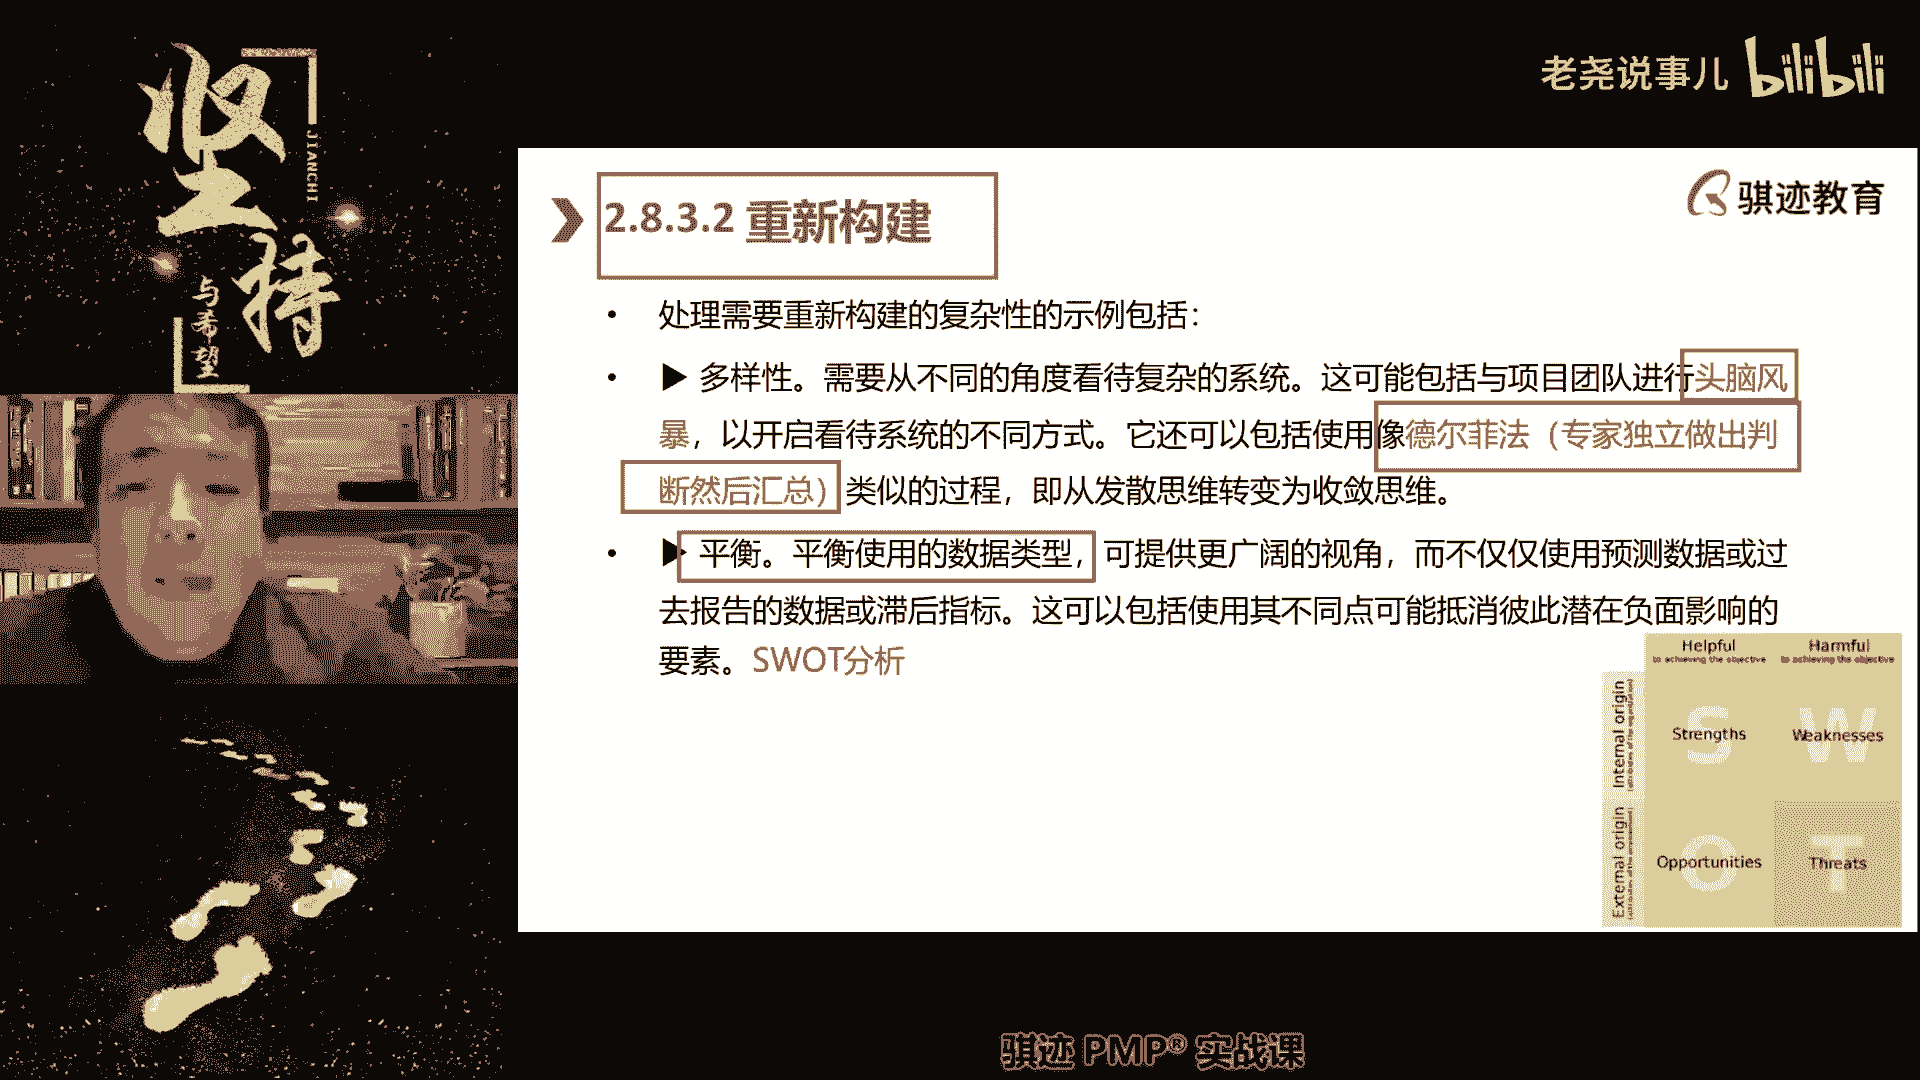 坚持
JIANCHI
与希望
老尧说事儿 bilibili
骐迹教育
2.8.3.2 重新构建
• 处理需要重新构建的复杂性的示例包括：
• ▶ 多样性。需要从不同的角度看待复杂的系统。这可能包括与项目团队进行头脑风
暴，以开启看待系统的不同方式。它还可以包括使用像德尔菲法（专家独立做出判
断然后汇总）类似的过程，即从发散思维转变为收敛思维。
• ▶ 平衡。平衡使用的数据类型，可提供更广阔的视角，而不仅仅使用预测数据或过
去报告的数据或滞后指标。这可以包括使用其不同点可能抵消彼此潜在负面影响的
要素。SWOT分析
Helpful
to achieving the objective
Harmful
to achieving the objective
Internal origin
S
Strengths
W
Weaknesses
External origin
O
Opportunities
T
Threats
骐迹 PMP® 实战课